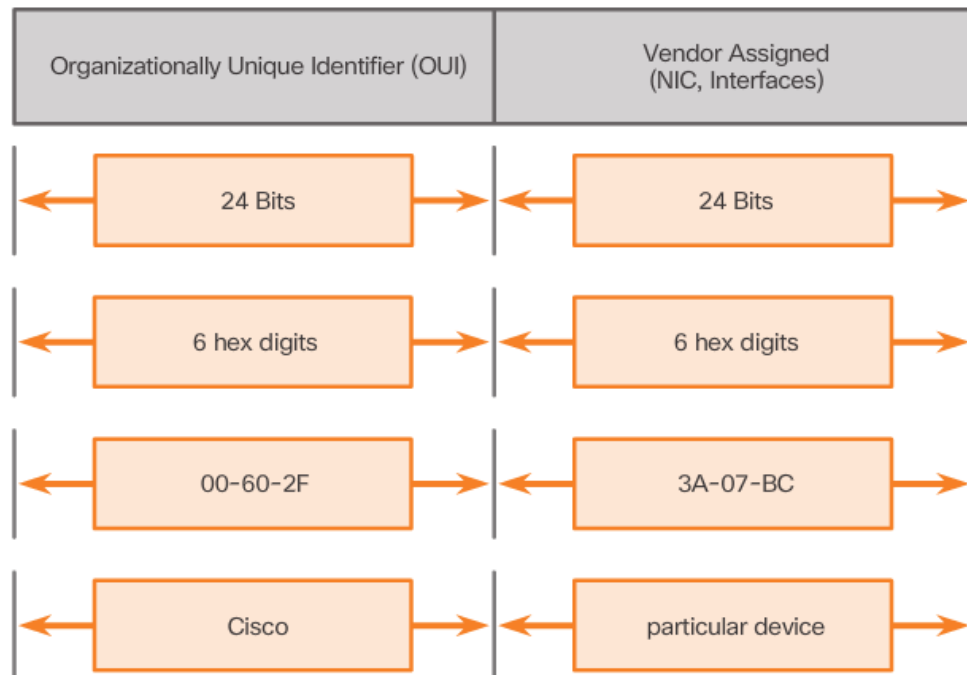 Organizationally Unique Identifier (OUI)
Vendor Assigned
(NIC, Interfaces)
24 Bits
24 Bits
6 hex digits
6 hex digits
00-60-2F
3A-07-BC
Cisco
particular device